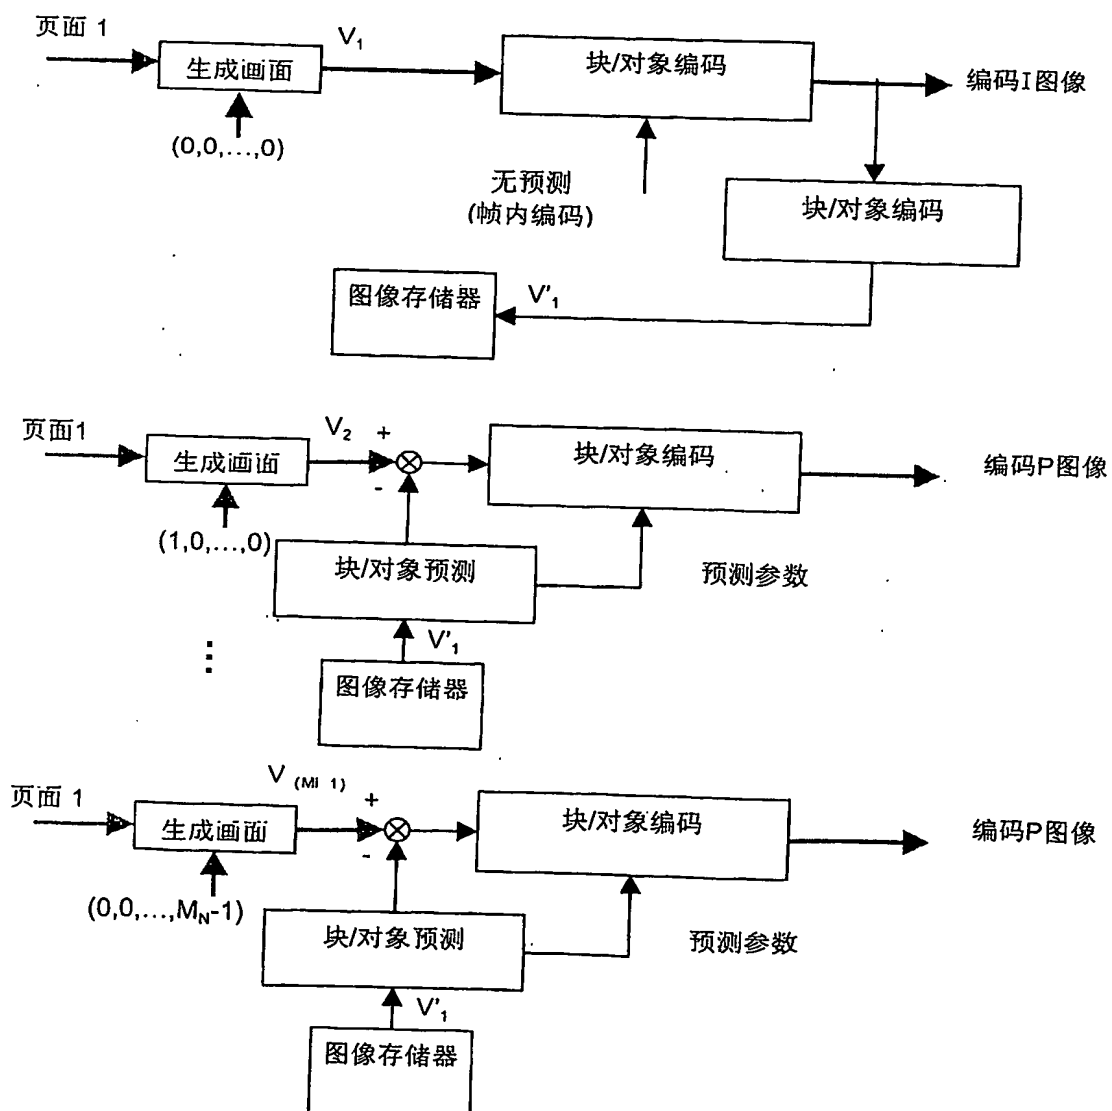 页面 1
V₁
生成画面
块/对象编码
编码I图像
(0,0,...,0)
无预测
(帧内编码)
块/对象编码
图像存储器
V'₁
页面1
V₂
+
生成画面
块/对象编码
编码P图像
-
(1,0,...,0)
块/对象预测
预测参数
V'₁
图像存储器
V (Mi 1)
页面 1
+
生成画面
块/对象编码
编码P图像
-
(0,0,...,M_N-1)
块/对象预测
预测参数
V'₁
图像存储器